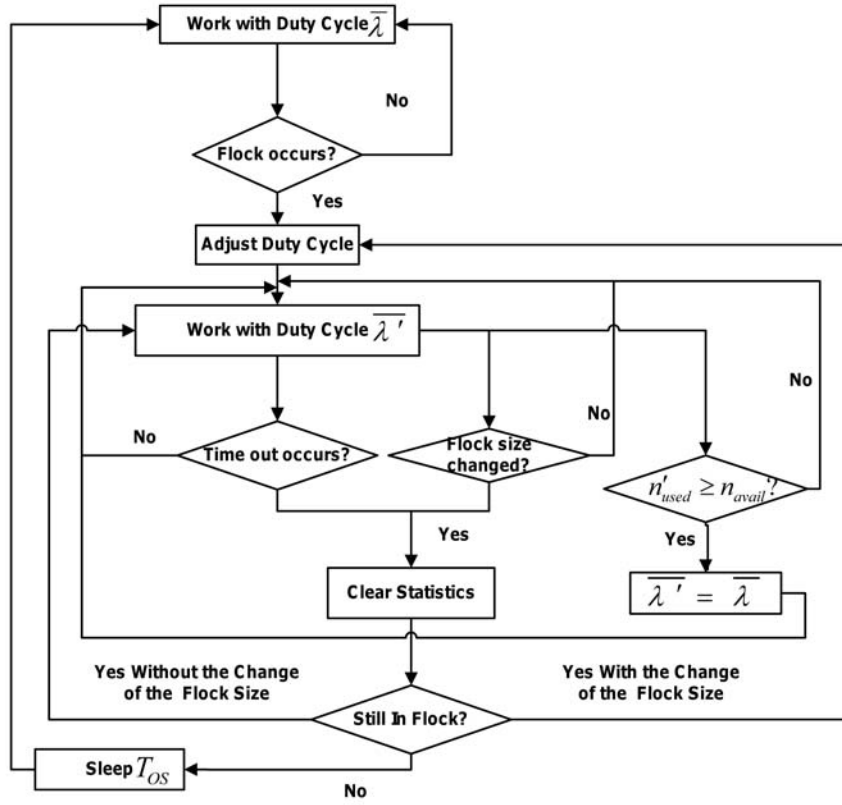 Work with Duty Cycle λ̅
No
Flock occurs?
Yes
Adjust Duty Cycle
Work with Duty Cycle λ̅'̅
No
No
No
Time out occurs?
Flock size
changed?
n'used ≥ navail?
Yes
Yes
Clear Statistics
λ̅'̅ = λ̅
Yes Without the Change
of the Flock Size
Yes With the Change
of the Flock Size
Still In Flock?
Sleep TOS
No